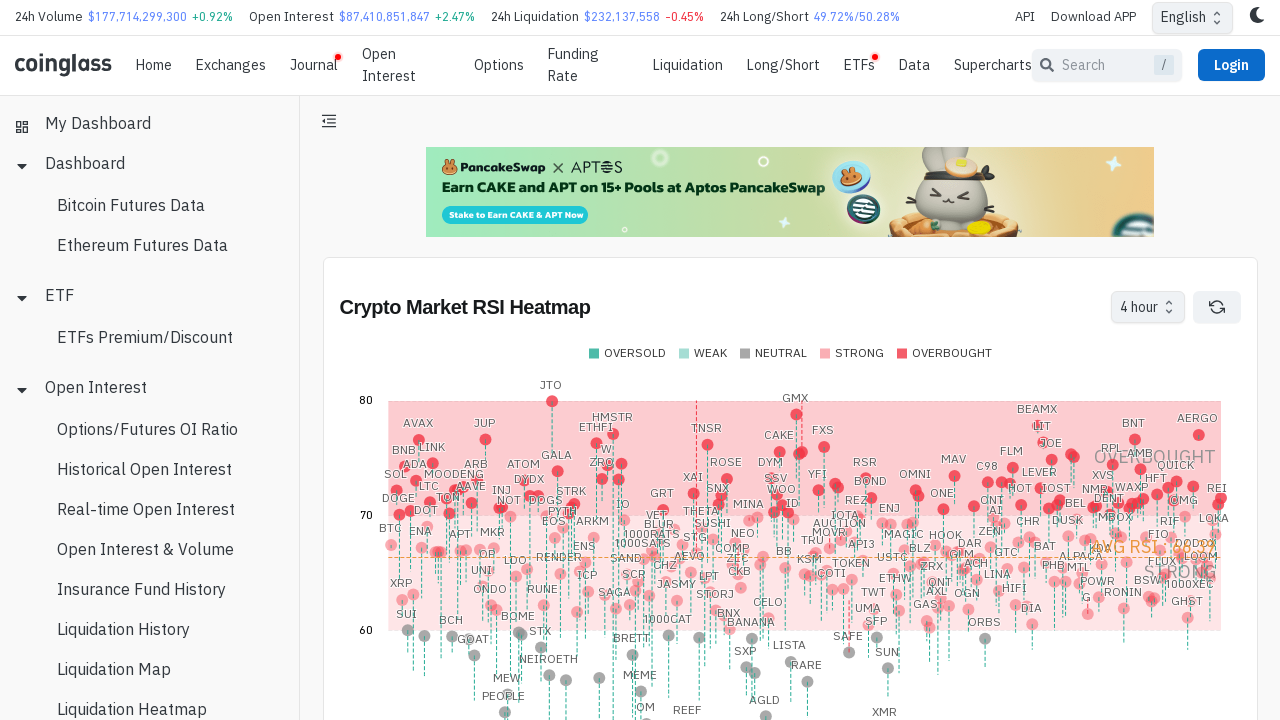 24h Volume $177,714,299,300 +0.92% Open Interest $87,410,851,847 +2.47% 24h Liquidation $232,137,558 -0.45% 24h Long/Short 49.72%/50.28% API Download APP English
coinglass Home Exchanges Journal Open Interest Options Funding Rate Liquidation Long/Short ETFs Data Supercharts Search / Login
My Dashboard
Dashboard
Bitcoin Futures Data
Ethereum Futures Data
ETF
ETFs Premium/Discount
Open Interest
Options/Futures OI Ratio
Historical Open Interest
Real-time Open Interest
Open Interest & Volume
Insurance Fund History
Liquidation History
Liquidation Map
Liquidation Heatmap
PancakeSwap × APTOS
Earn CAKE and APT on 15+ Pools at Aptos PancakeSwap
Stake to Earn CAKE & APT Now
Crypto Market RSI Heatmap
4 hour
OVERSOLD WEAK NEUTRAL STRONG OVERBOUGHT
JTO
80
GMX
BEAMX
HMSTR
AERGO
AVAX JUP ETHFI TNSR CAKE FXS LIT BNT
BNB LINK GALA JOE RPL AMB
OVERBOUGHT
SOL ADA ARB ATOM ZRO ROSE DYM RSR MAV C98 FLM QUICK
MOODENG DYDX XAI SSV YFI OMNI LEVER XVS HFT
LTC AAVE INJ STRK GRT SNX WOO BOND ONE HOT IOST WAXP REI
DOGE TON NOT DOGS IO MINA REZ ONT BEL OMG
70
DOT PYTH VET THETA ID IOTA ENJ AI
BTC ENA EOS ARKM BLUR SUSHI AUCTION CHR DUSK MBOX RIF LOKA
APT MKR 1000RATS STG NEO MOVR MAGIC HOOK ZEN FIO
ENS 1000SATS COMP TRU API3 BLZ DAR BAT
OP RENDER SAND AEVO ZEC BB KSM USTC GLM GTC ALPACA LOOM
UNI LDO CHZ CKB COTI TOKEN ZRX ACH PHB MTL FLUX
STRONG
XRP ONDO RUNE ICP SCR JASMY LPT ETHW LINA POWR BSW 1000XEC
SAGA STORJ TWT AXL OGN HIFI G RONIN GHST
SUI BCH BOME 1000CAT BNX CELO UMA GAS DIA
60
STX BANANA SFP ORBS
GOAT BRETT LISTA SAFE
NEIROETH SXP RARE SUN
MEW MEME
PEOPLE OM REEF AGLD XMR